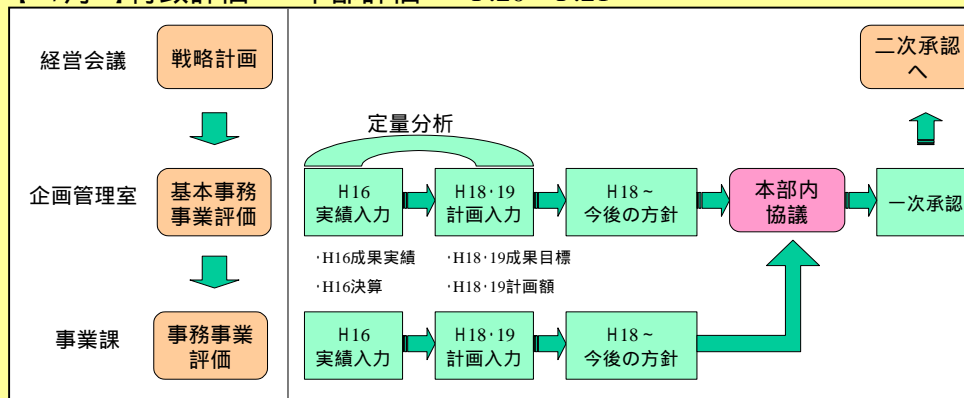 経営会議
戦略計画
二次承認
へ
定量分析
企画管理室
基本事務
事業評価
H16
実績入力
H18･19
計画入力
H18～
今後の方針
本部内
協議
一次承認
･H16成果実績
･H18･19成果目標
･H16決算
･H18･19計画額
事業課
事務事業
評価
H16
実績入力
H18･19
計画入力
H18～
今後の方針